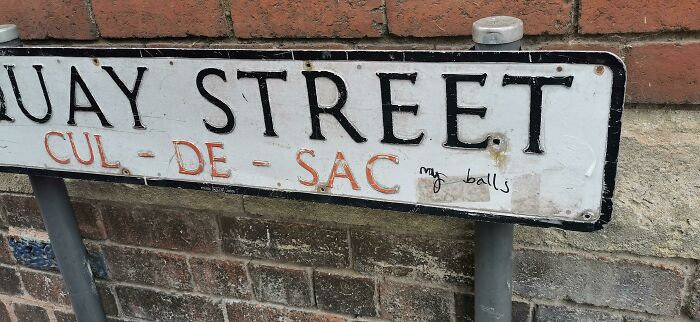 QUAY STREET
CUL - DE - SAC my balls